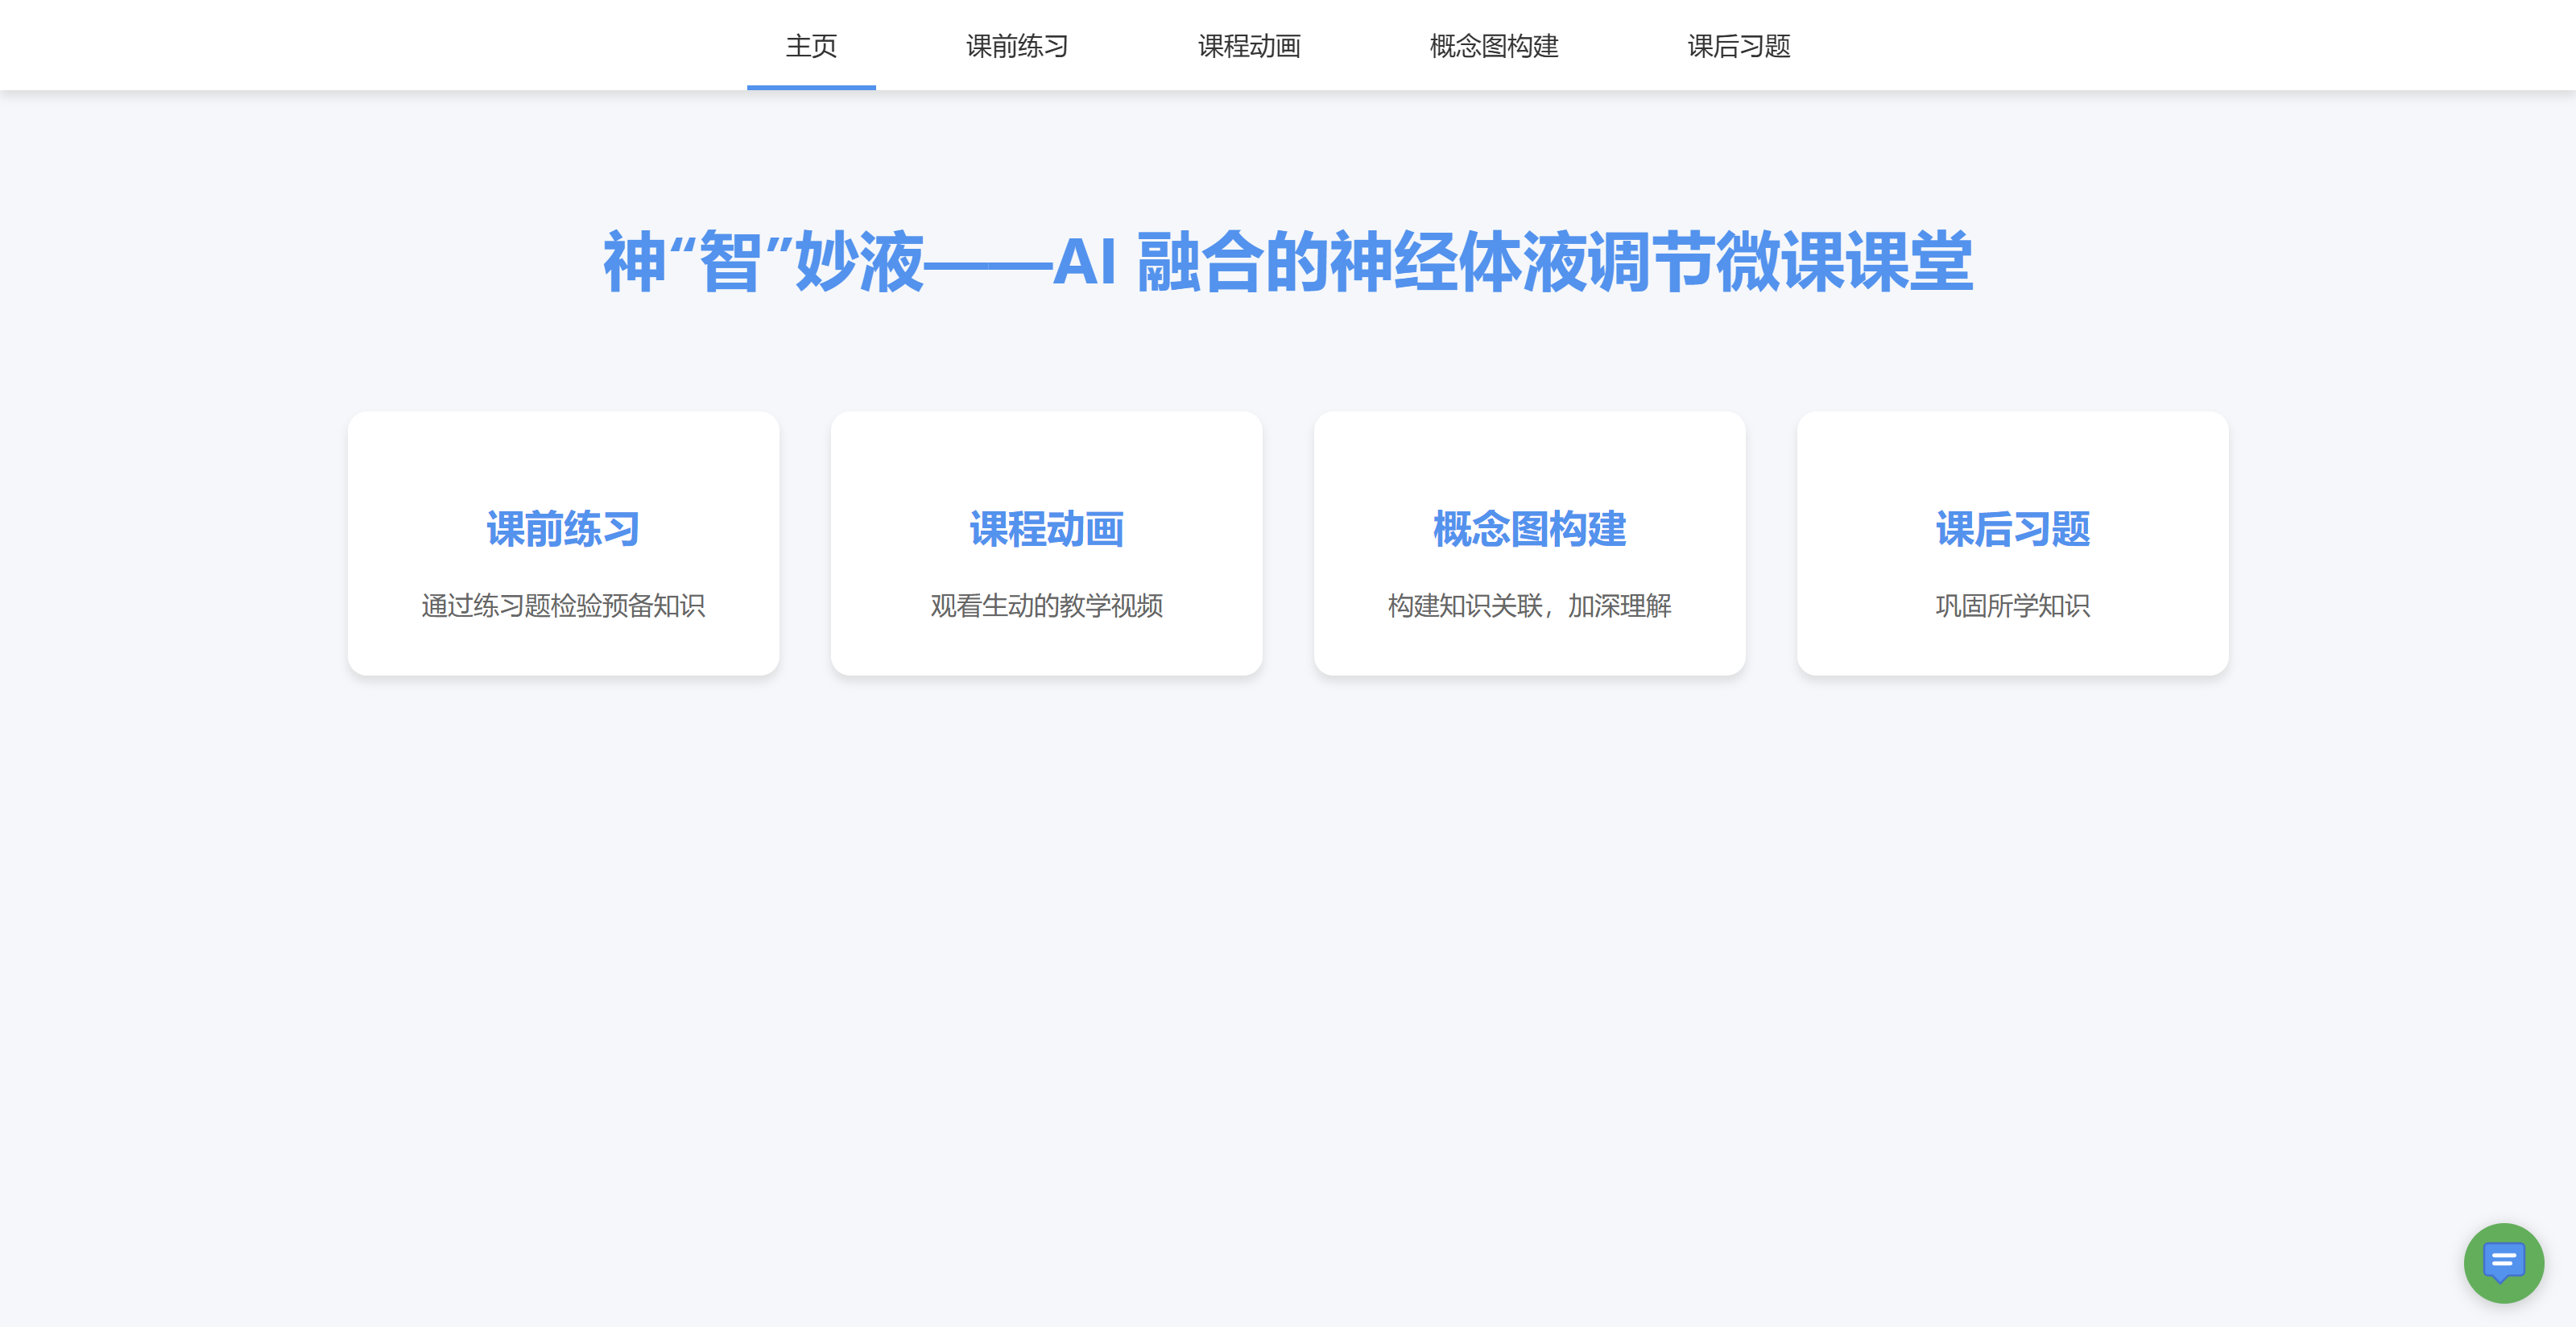 主页 课前练习 课程动画 概念图构建 课后习题
神“智”妙液——AI 融合的神经体液调节微课课堂
课前练习 课程动画 概念图构建 课后习题
通过练习题检验预备知识 观看生动的教学视频 构建知识关联，加深理解 巩固所学知识